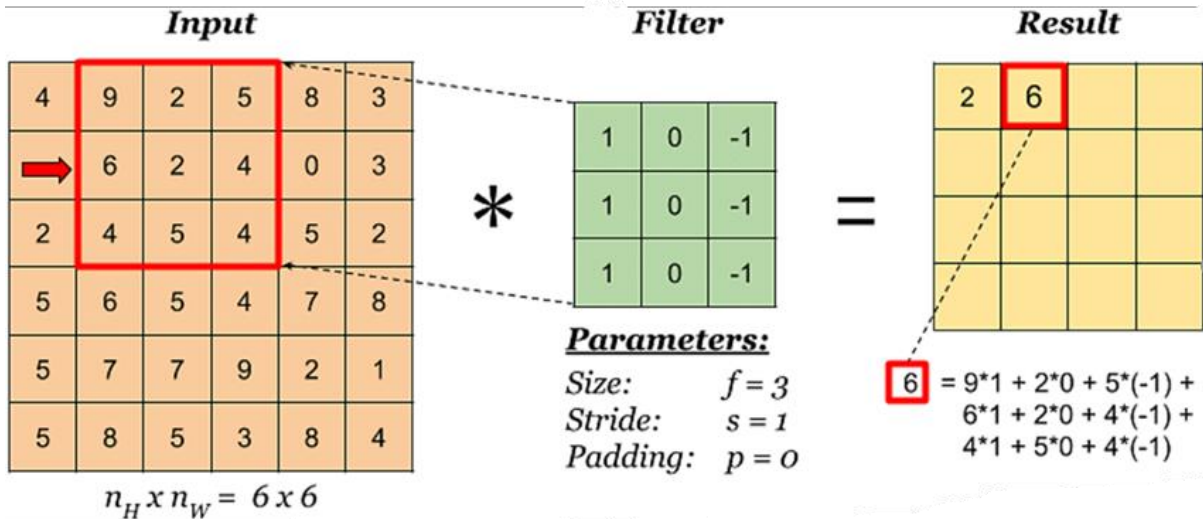 Input
Filter
Result
4 9 2 5 8 3
6 2 4 0 3
2 4 5 4 5 2
5 6 5 4 7 8
5 7 7 9 2 1
5 8 5 3 8 4
n_H x n_W = 6 x 6
*
1 0 -1
1 0 -1
1 0 -1
Parameters:
Size: f = 3
Stride: s = 1
Padding: p = 0
=
2 6
6 = 9*1 + 2*0 + 5*(-1) +
6*1 + 2*0 + 4*(-1) +
4*1 + 5*0 + 4*(-1)